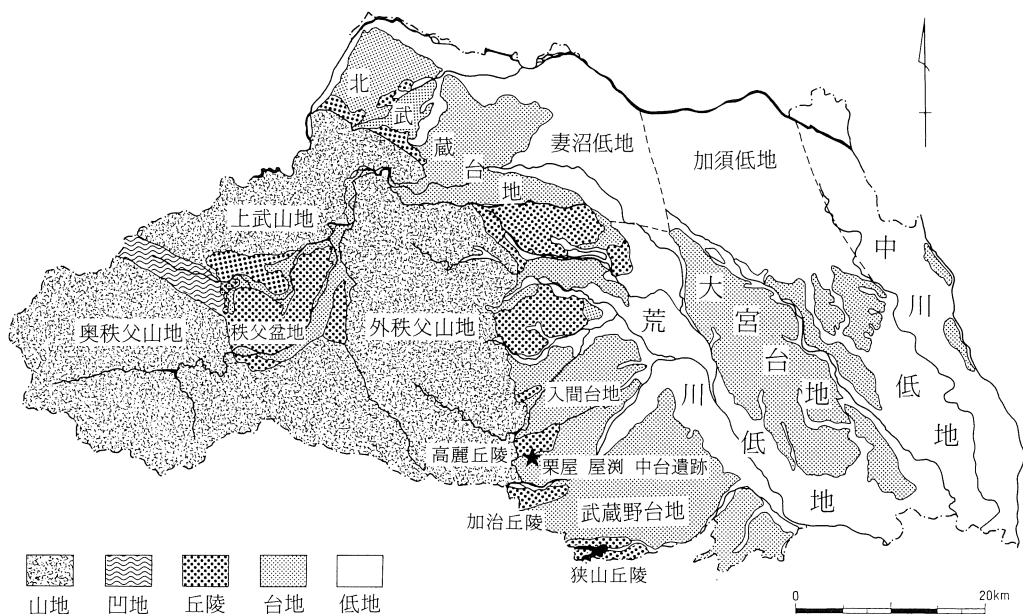 北武蔵台地
妻沼低地
加須低地
上武山地
中川低地
大宮台地
荒川低地
奥秩父山地
秩父盆地
外秩父山地
入間台地
高麗丘陵
★栗屋 屋渕 中台遺跡
加治丘陵
武蔵野台地
狭山丘陵
山地
凹地
丘陵
台地
低地
0 20km